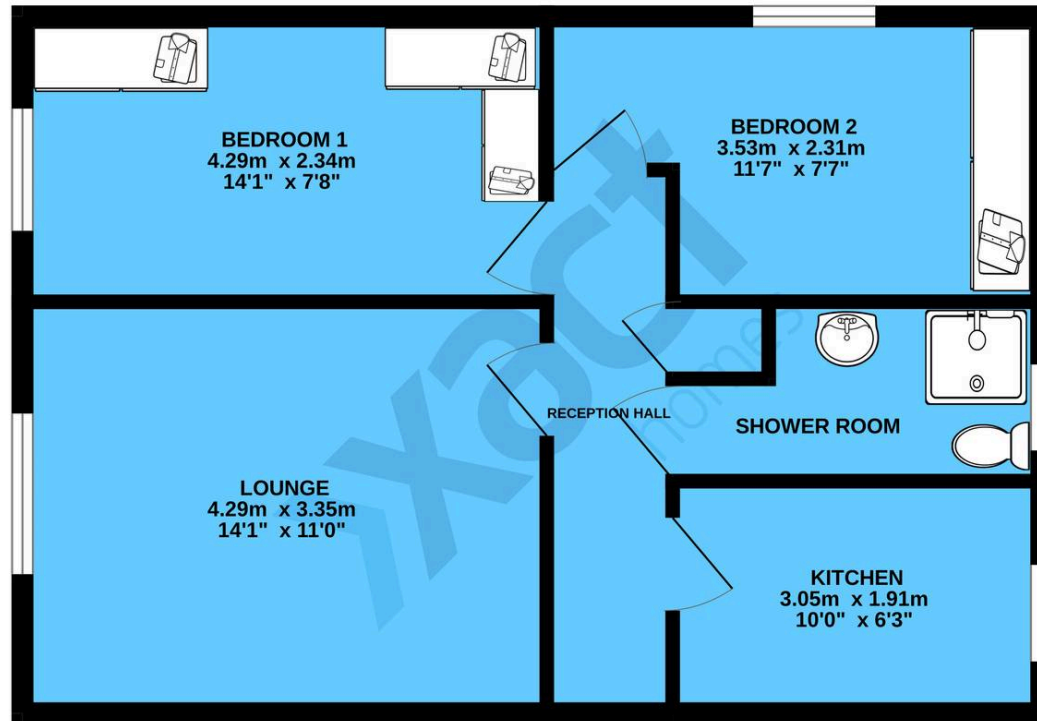 BEDROOM 1
4.29m x 2.34m
14'1" x 7'8"
BEDROOM 2
3.53m x 2.31m
11'7" x 7'7"
RECEPTION HALL
SHOWER ROOM
LOUNGE
4.29m x 3.35m
14'1" x 11'0"
KITCHEN
3.05m x 1.91m
10'0" x 6'3"
xact
homes